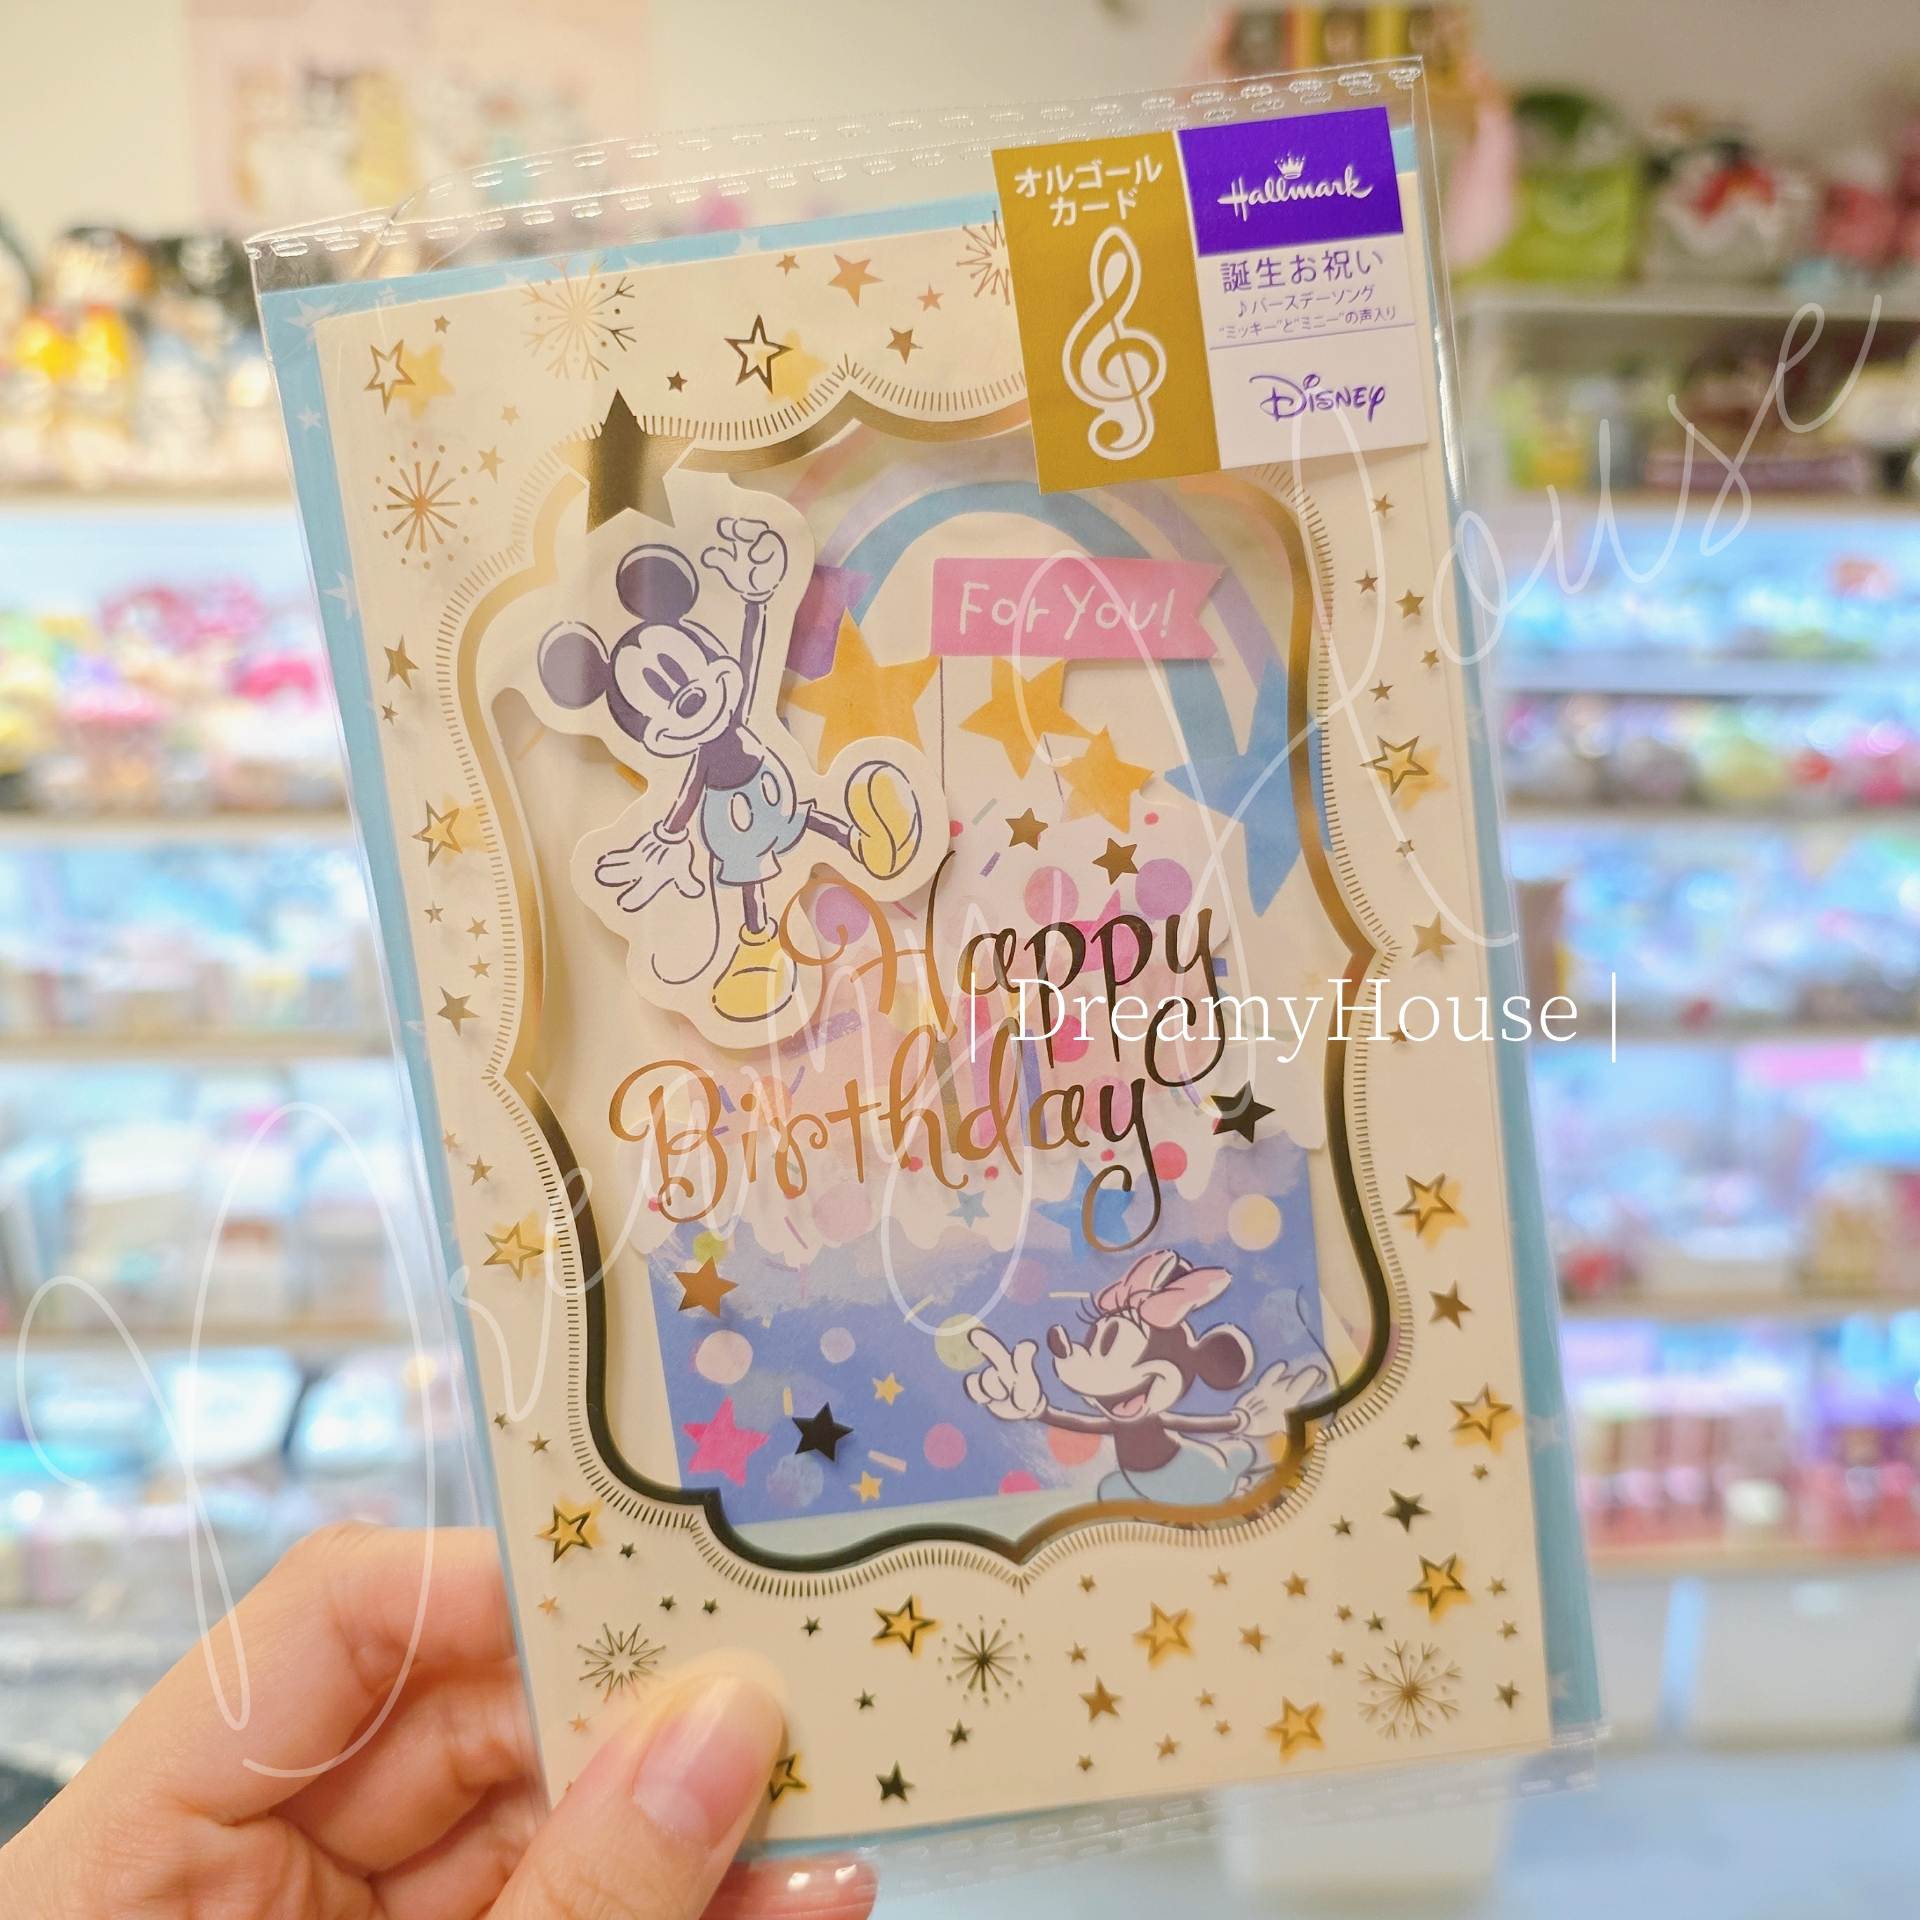 オルゴール
カード
Hallmark
誕生お祝い
♪バースデーソング
"ミッキー"と"ミニー"の声入り
Disney
For You!
Happy
Birthday
| DreamyHouse |
Dreamy House